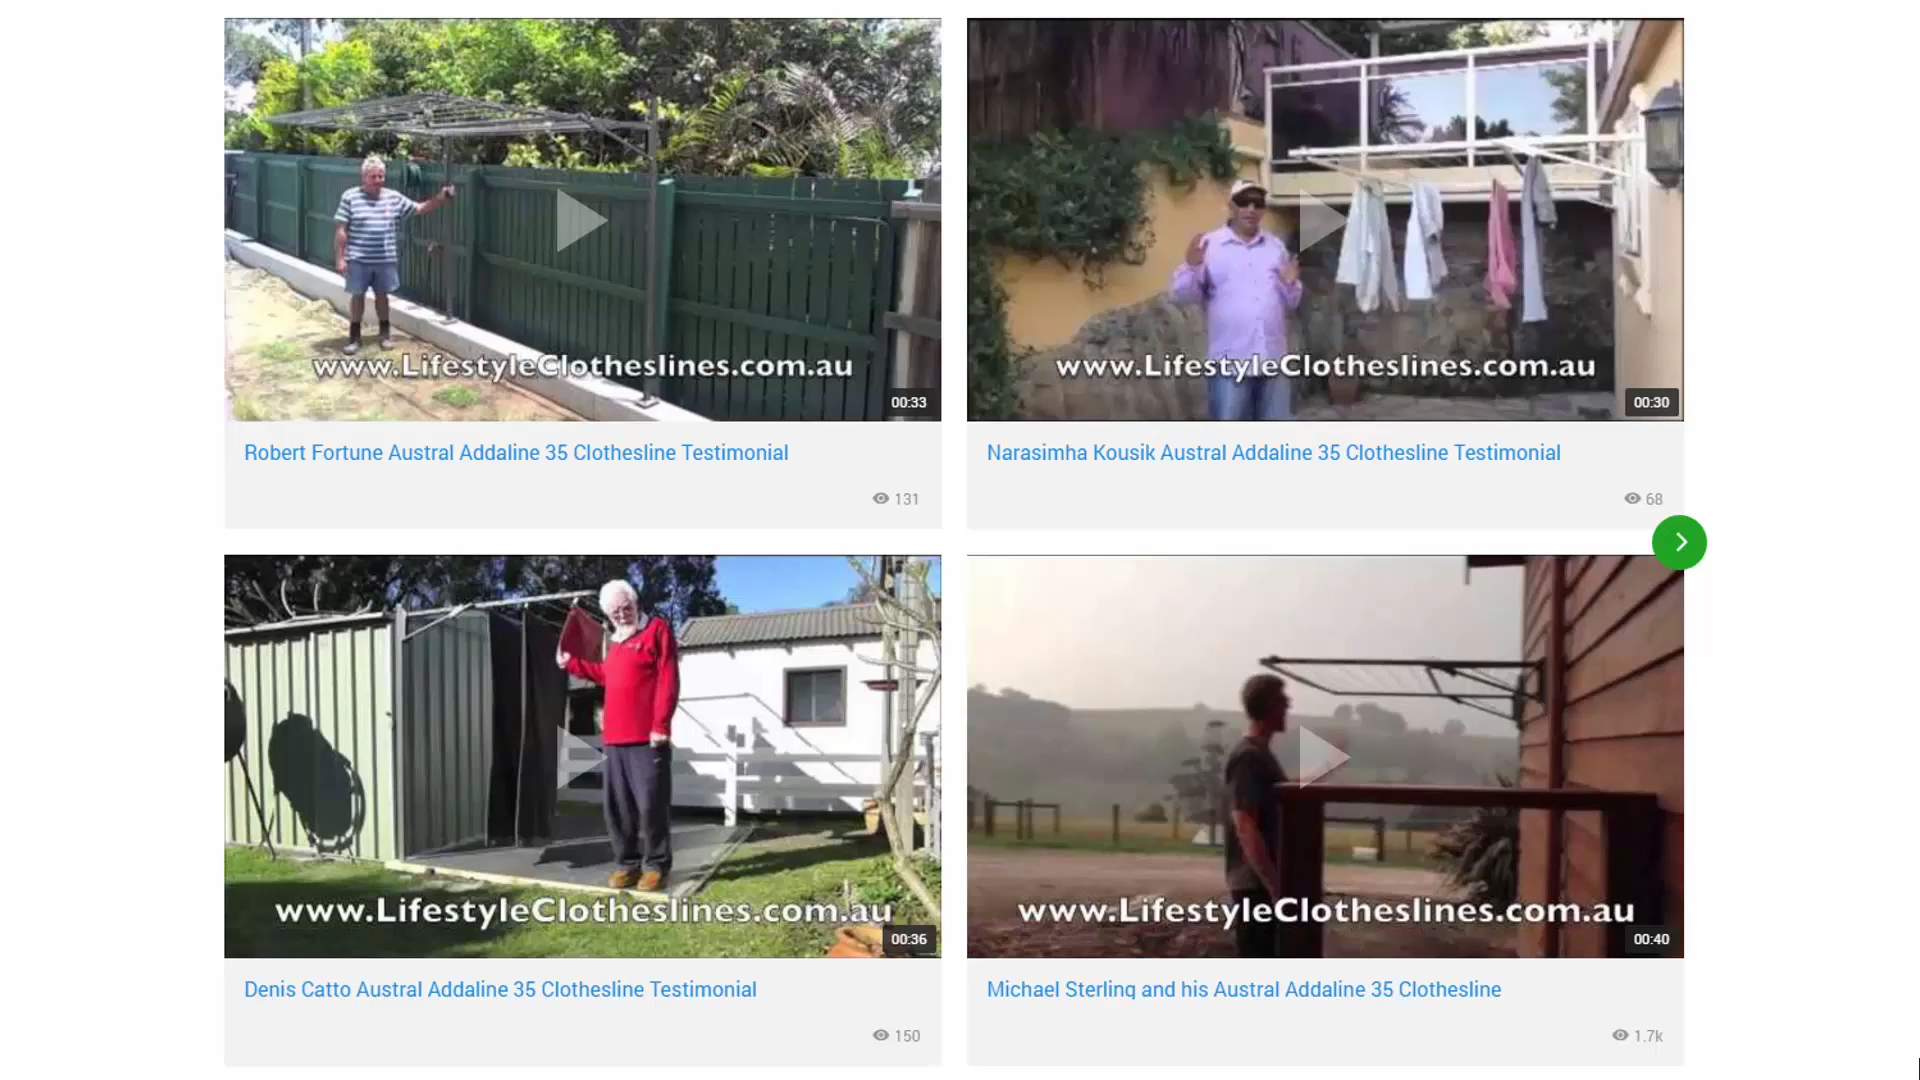 www.LifestyleClotheslines.com.au
00:33
Robert Fortune Austral Addaline 35 Clothesline Testimonial
131
www.LifestyleClotheslines.com.au
00:30
Narasimha Kousik Austral Addaline 35 Clothesline Testimonial
68
www.LifestyleClotheslines.com.au
00:36
Denis Catto Austral Addaline 35 Clothesline Testimonial
150
www.LifestyleClotheslines.com.au
00:40
Michael Sterling and his Austral Addaline 35 Clothesline
1.7k